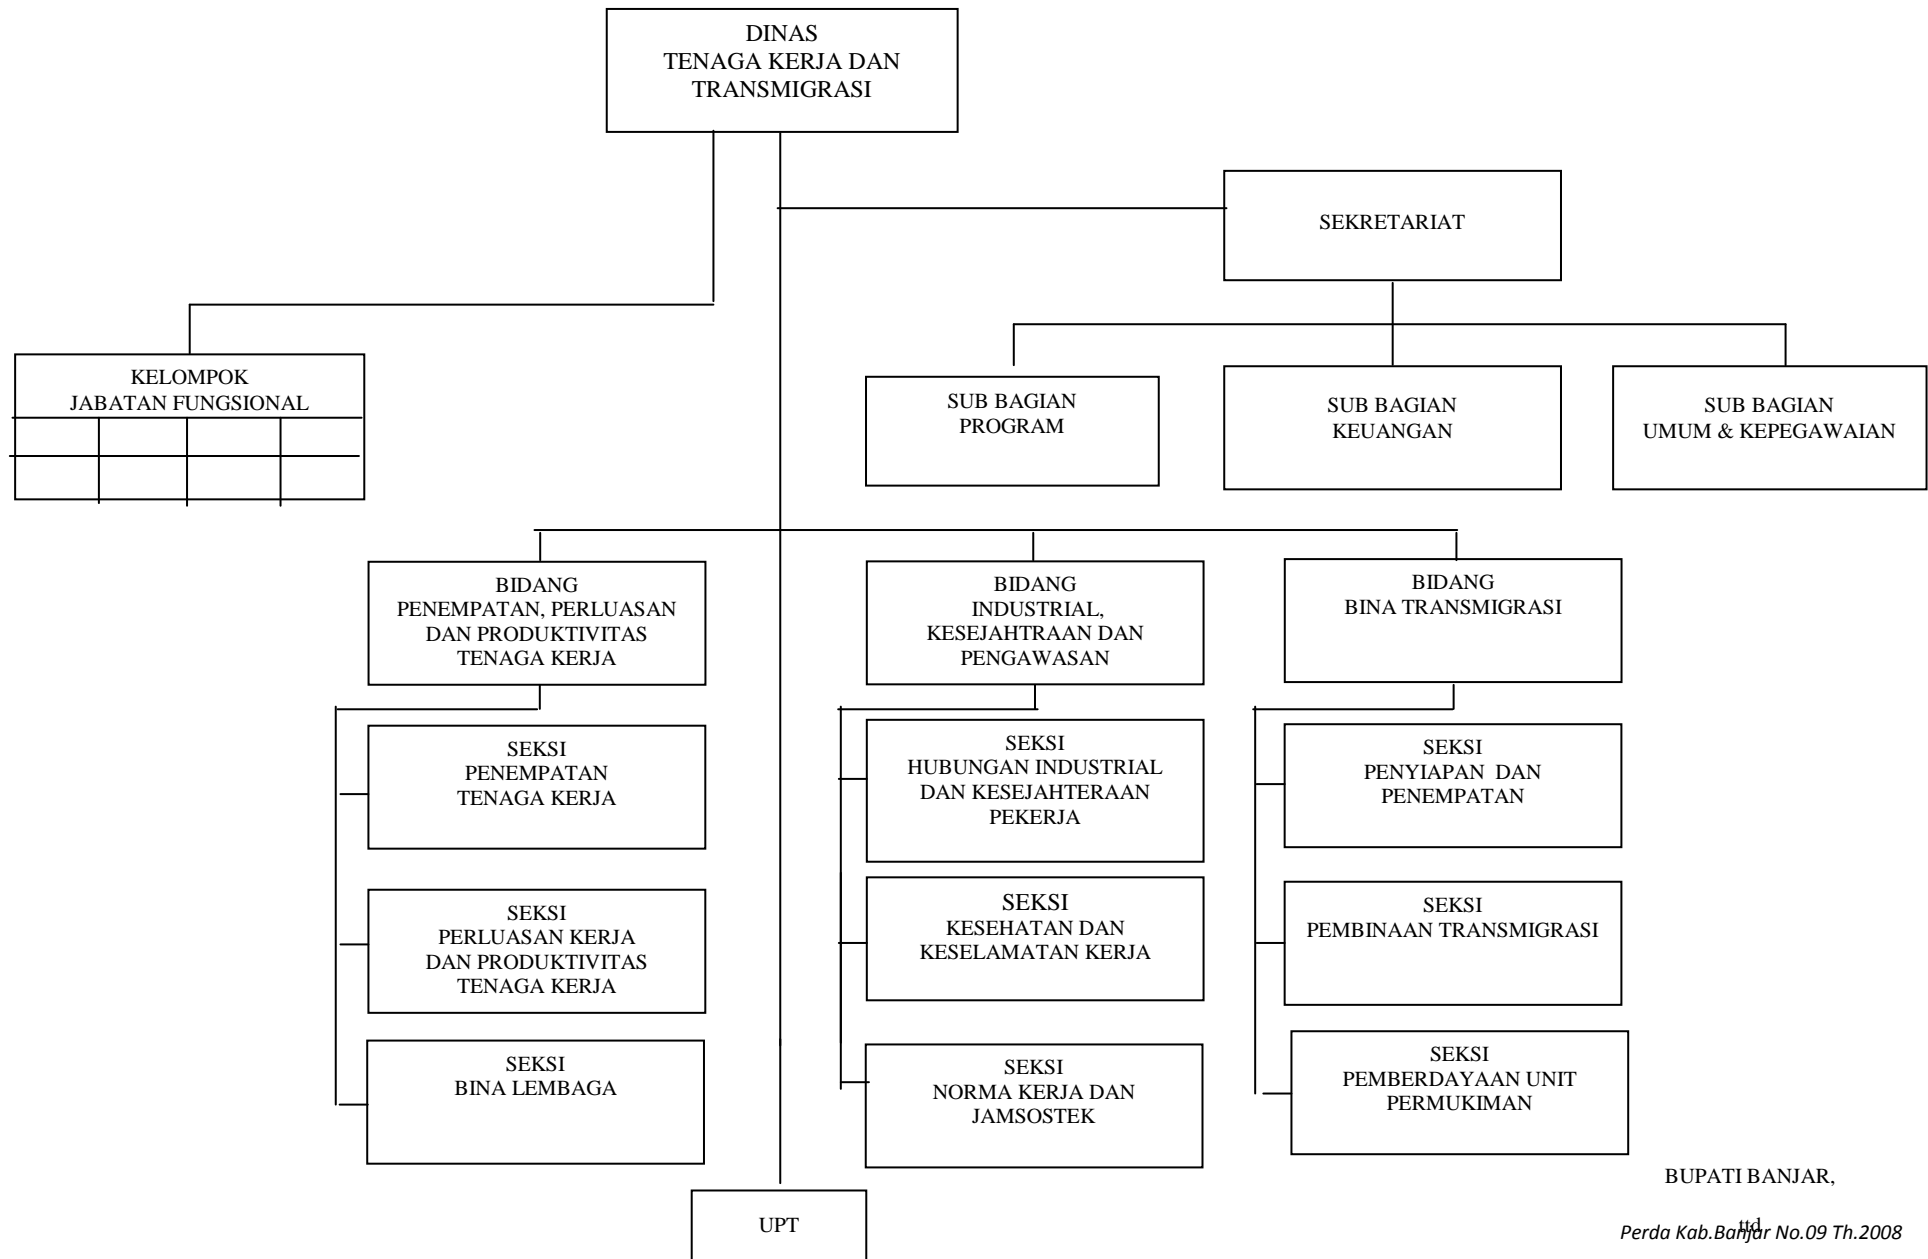 DINAS
TENAGA KERJA DAN
TRANSMIGRASI
SEKRETARIAT
KELOMPOK
JABATAN FUNGSIONAL
SUB BAGIAN
PROGRAM
SUB BAGIAN
KEUANGAN
SUB BAGIAN
UMUM & KEPEGAWAIAN
BIDANG
PENEMPATAN, PERLUASAN
DAN PRODUKTIVITAS
TENAGA KERJA
BIDANG
INDUSTRIAL,
KESEJAHTRAAN DAN
PENGAWASAN
BIDANG
BINA TRANSMIGRASI
SEKSI
PENEMPATAN
TENAGA KERJA
SEKSI
HUBUNGAN INDUSTRIAL
DAN KESEJAHTERAAN
PEKERJA
SEKSI
PENYIAPAN DAN
PENEMPATAN
SEKSI
PERLUASAN KERJA
DAN PRODUKTIVITAS
TENAGA KERJA
SEKSI
KESEHATAN DAN
KESELAMATAN KERJA
SEKSI
PEMBINAAN TRANSMIGRASI
SEKSI
BINA LEMBAGA
SEKSI
NORMA KERJA DAN
JAMSOSTEK
SEKSI
PEMBERDAYAAN UNIT
PERMUKIMAN
UPT
BUPATI BANJAR,
ttd
Perda Kab.Banjar No.09 Th.2008